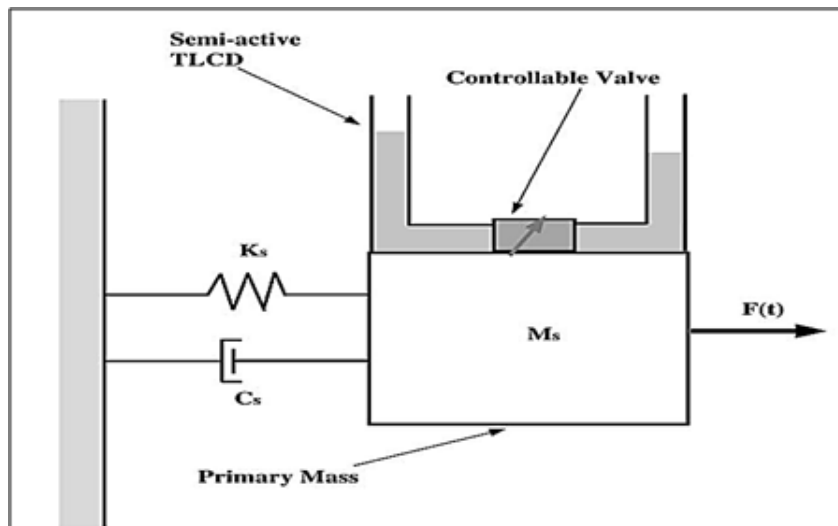 Semi-active
TLCD
Controllable Valve
Ks
F(t)
Ms
Cs
Primary Mass